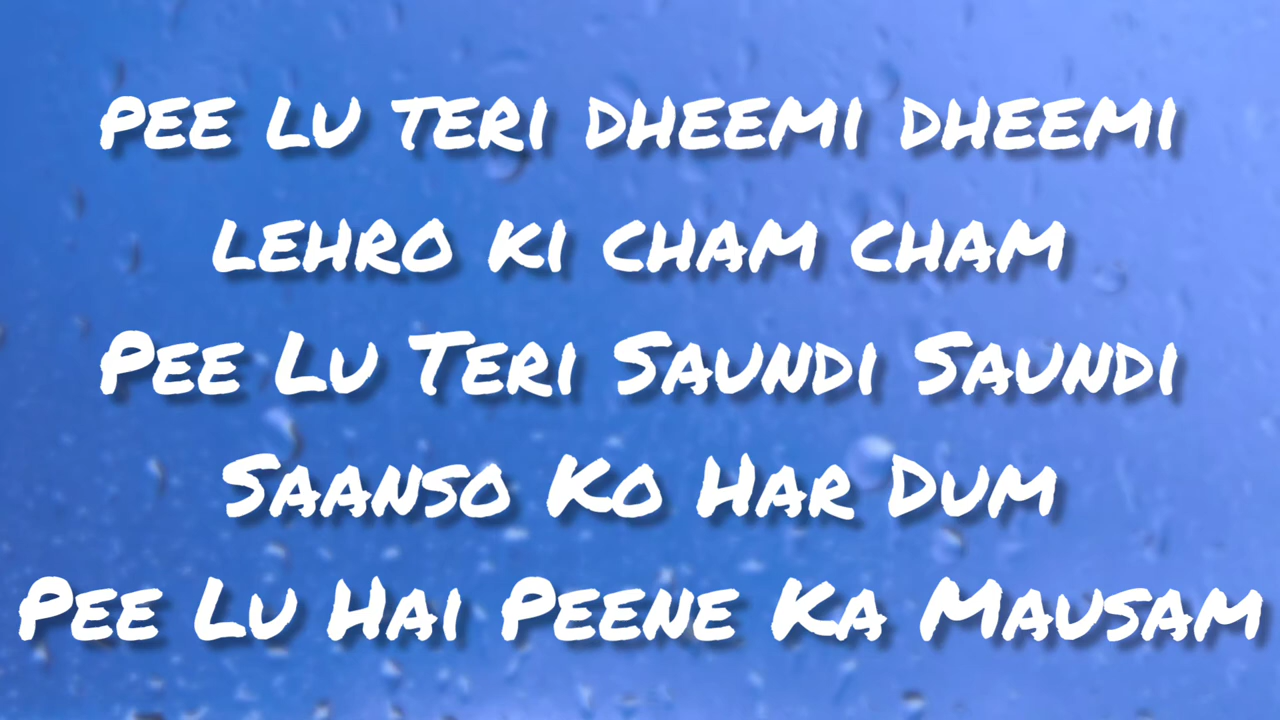 PEE LU TERI DHEEMI DHEEMI
LEHRO KI CHAM CHAM
PEE LU TERI SAUNDI SAUNDI
SAANSO KO HAR DUM
PEE LU HAI PEENE KA MAUSAM